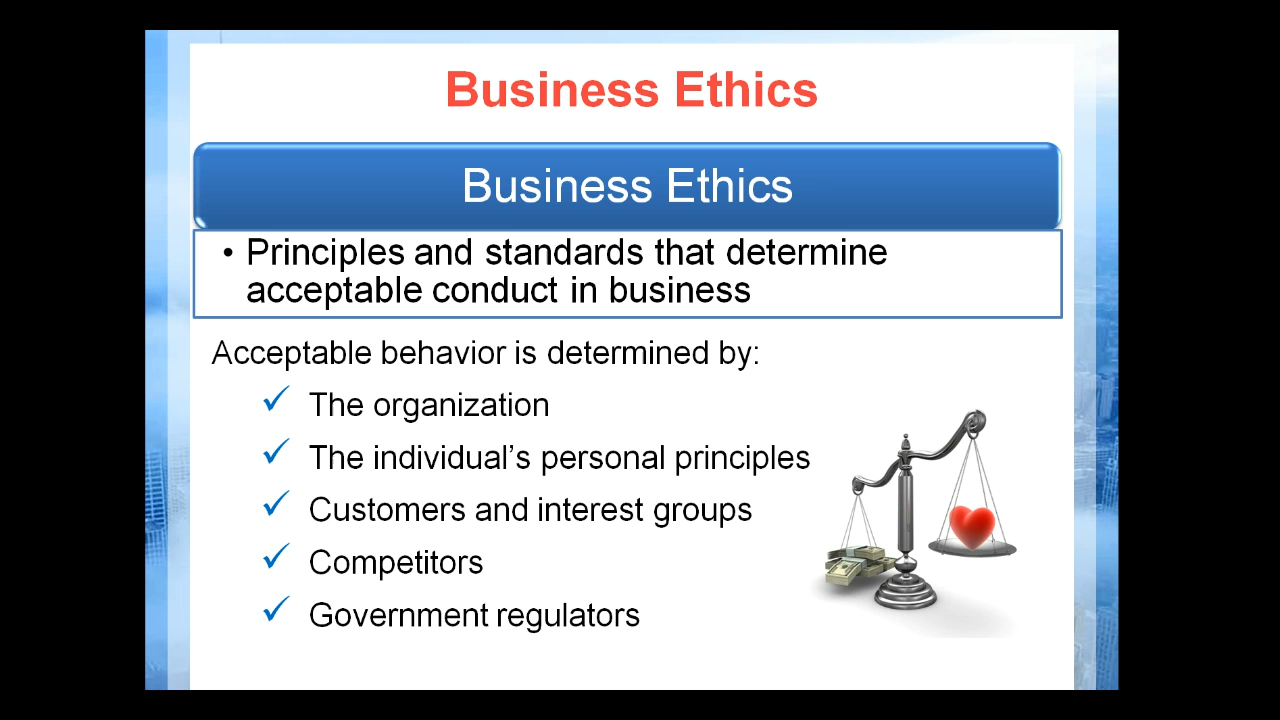 Business Ethics
Business Ethics
• Principles and standards that determine
acceptable conduct in business
Acceptable behavior is determined by:
✓ The organization
✓ The individual’s personal principles
✓ Customers and interest groups
✓ Competitors
✓ Government regulators